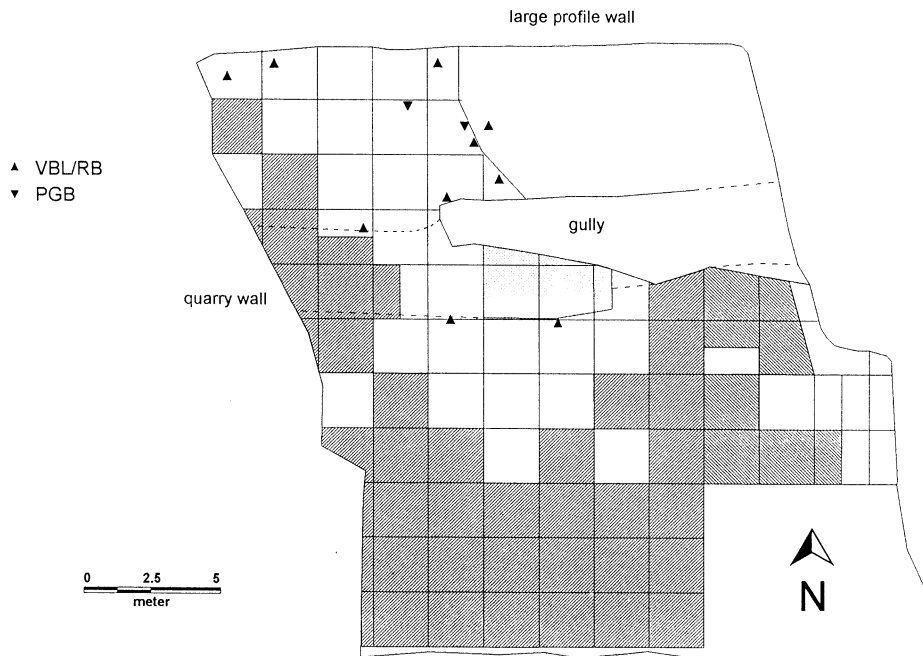 large profile wall
▲ VBL/RB
▼ PGB
gully
quarry wall
0 2.5 5
meter
N